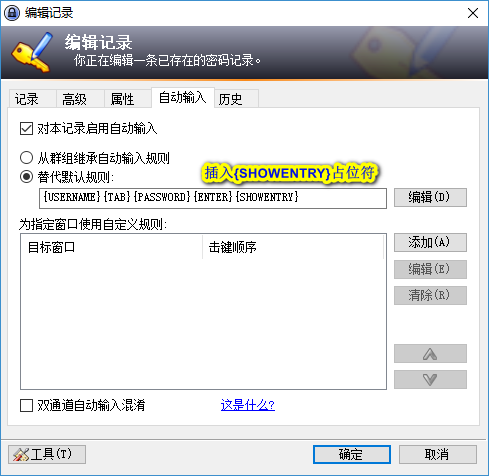 编辑记录
编辑记录
你正在编辑一条已存在的密码记录。
记录 高级 属性 自动输入 历史
对本记录启用自动输入
从群组继承自动输入规则
替代默认规则:
插入{SHOWENTRY}占位符
{USERNAME}{TAB}{PASSWORD}{ENTER}{SHOWENTRY}
编辑(D)
为指定窗口使用自定义规则:
目标窗口 击键顺序
添加(A)
编辑(E)
清除(R)
双通道自动输入混淆 这是什么?
工具(T) 确定 取消